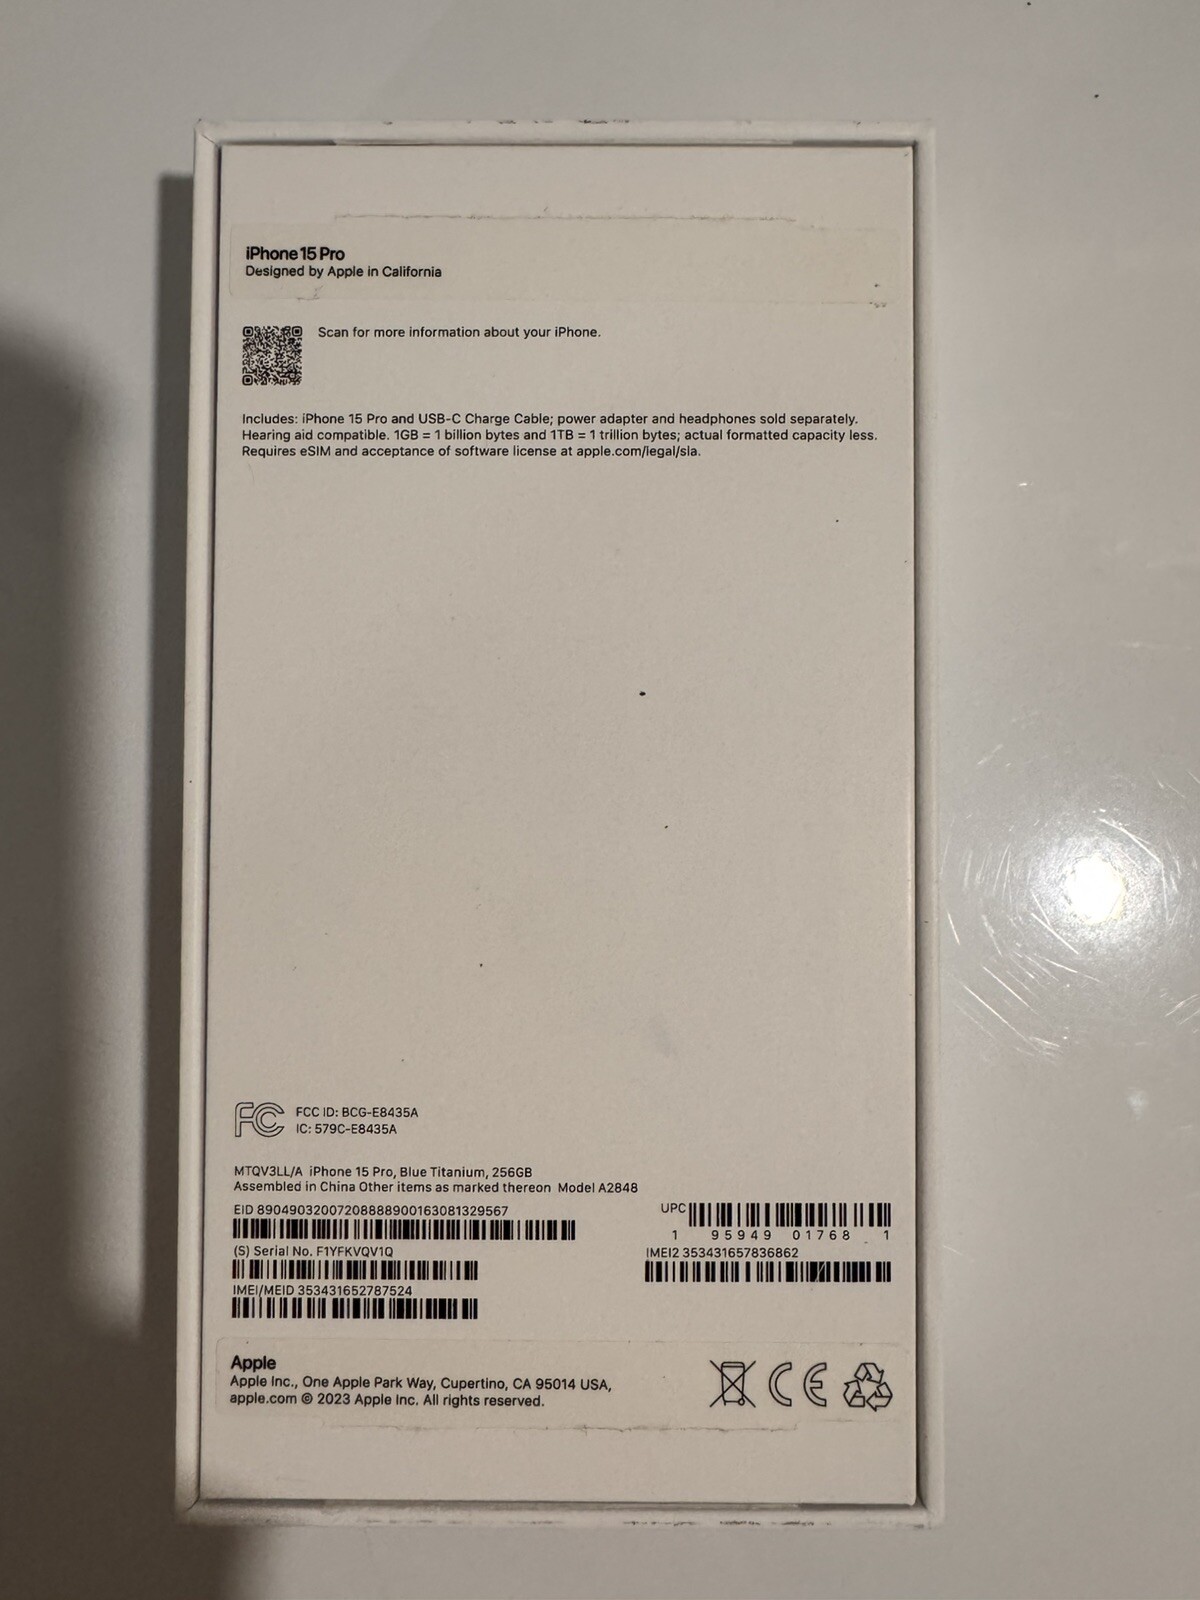 iPhone 15 Pro
Designed by Apple in California
Scan for more information about your iPhone.
Includes: iPhone 15 Pro and USB-C Charge Cable; power adapter and headphones sold separately.
Hearing aid compatible. 1GB = 1 billion bytes and 1TB = 1 trillion bytes; actual formatted capacity less.
Requires eSIM and acceptance of software license at apple.com/legal/sla.
FC FCC ID: BCG-E8435A
IC: 579C-E8435A
MTQV3LL/A iPhone 15 Pro, Blue Titanium, 256GB
Assembled in China Other items as marked thereon Model A2848
EID 89049032007208888900163081329567
UPC
1 95949 01768 1
(S) Serial No. F1YFKVQV1Q
IMEI2 353431657836862
IMEI/MEID 353431652787524
Apple
Apple Inc., One Apple Park Way, Cupertino, CA 95014 USA,
apple.com © 2023 Apple Inc. All rights reserved.
CE